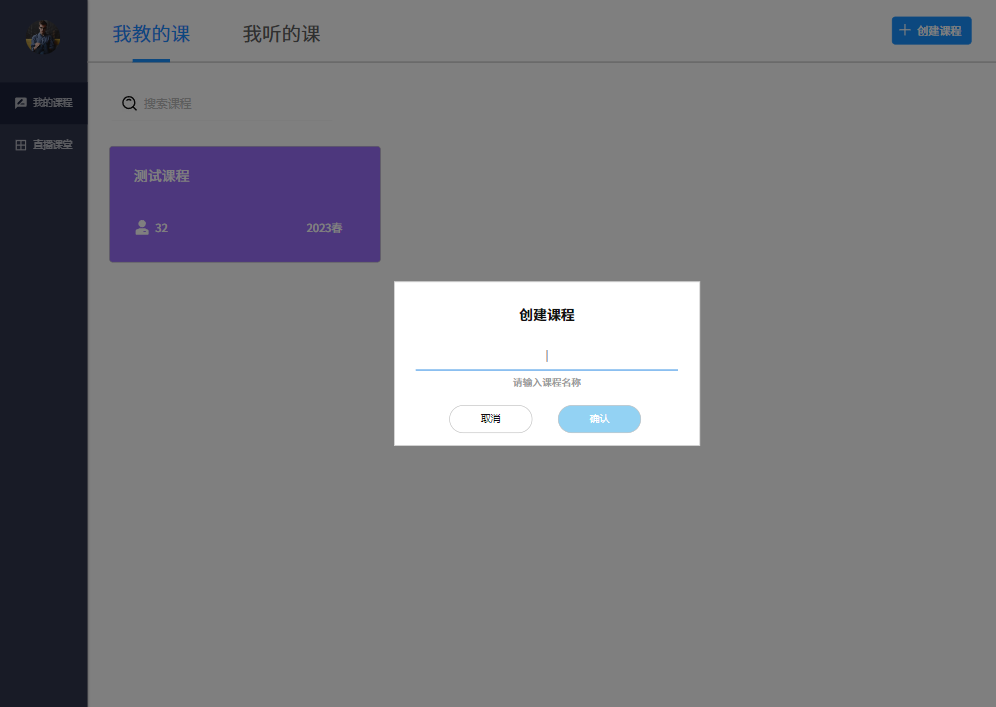 我教的课
我听的课
创建课程
我的课程
直播课堂
搜索课程
测试课程
32
2023春
创建课程
请输入课程名称
取消
确认